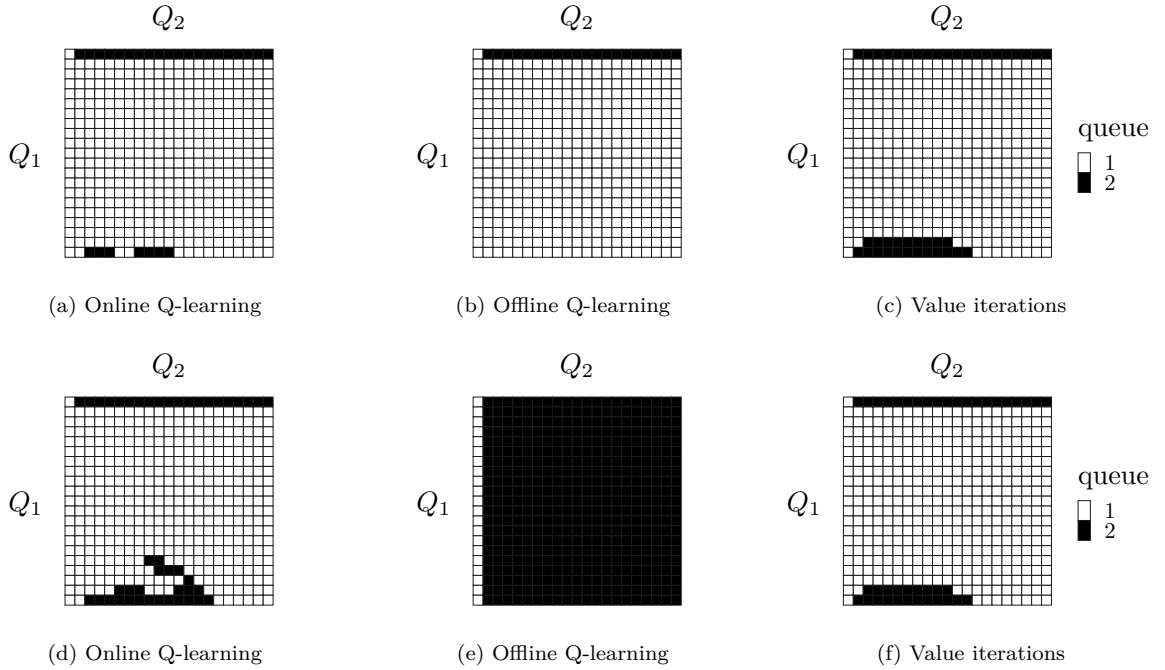 Q2 Q2 Q2
Q1 Q1 Q1
queue
1
2
(a) Online Q-learning (b) Offline Q-learning (c) Value iterations
Q2 Q2 Q2
Q1 Q1 Q1
queue
1
2
(d) Online Q-learning (e) Offline Q-learning (f) Value iterations